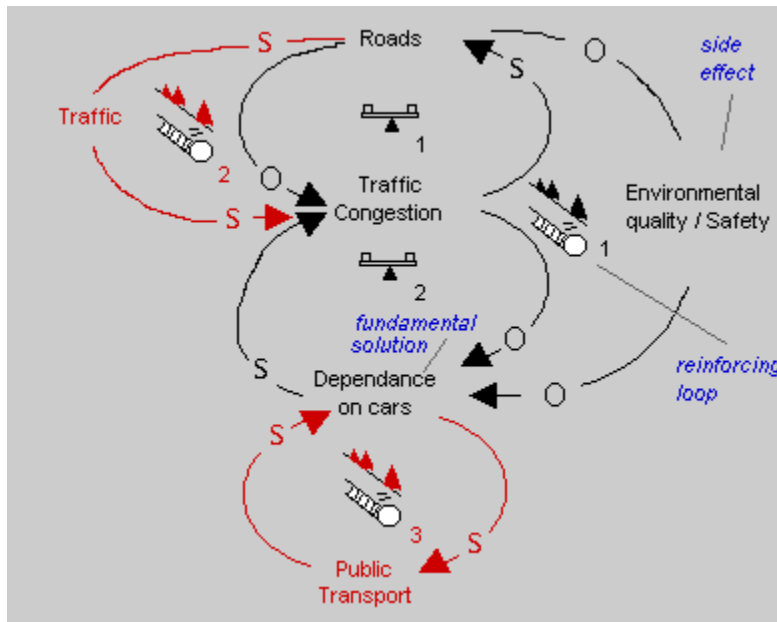 S
Roads
O
side
effect
S
Traffic
1
2
O
Traffic
Congestion
S
Environmental
quality / Safety
1
2
fundamental
solution
O
S
Dependance
on cars
O
reinforcing
loop
S
3
S
Public
Transport